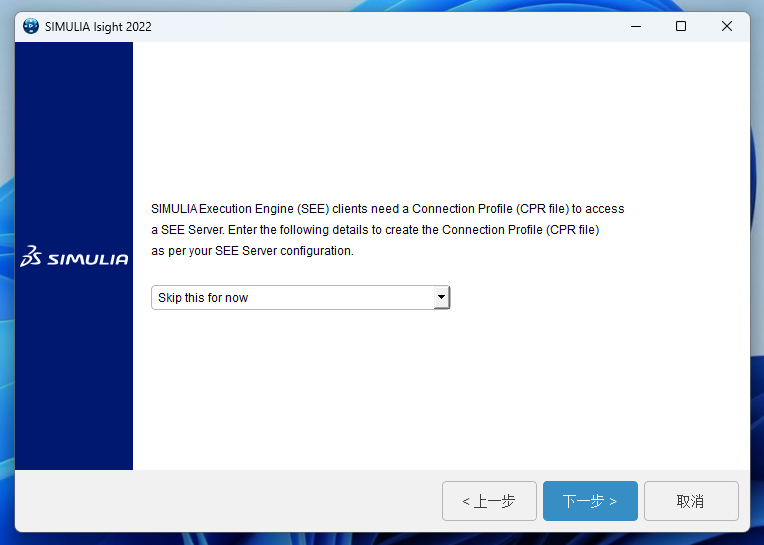 SIMULIA Isight 2022
SIMULIA Execution Engine (SEE) clients need a Connection Profile (CPR file) to access
a SEE Server. Enter the following details to create the Connection Profile (CPR file)
as per your SEE Server configuration.
SIMULIA
Skip this for now
< 上一步
下一步 >
取消